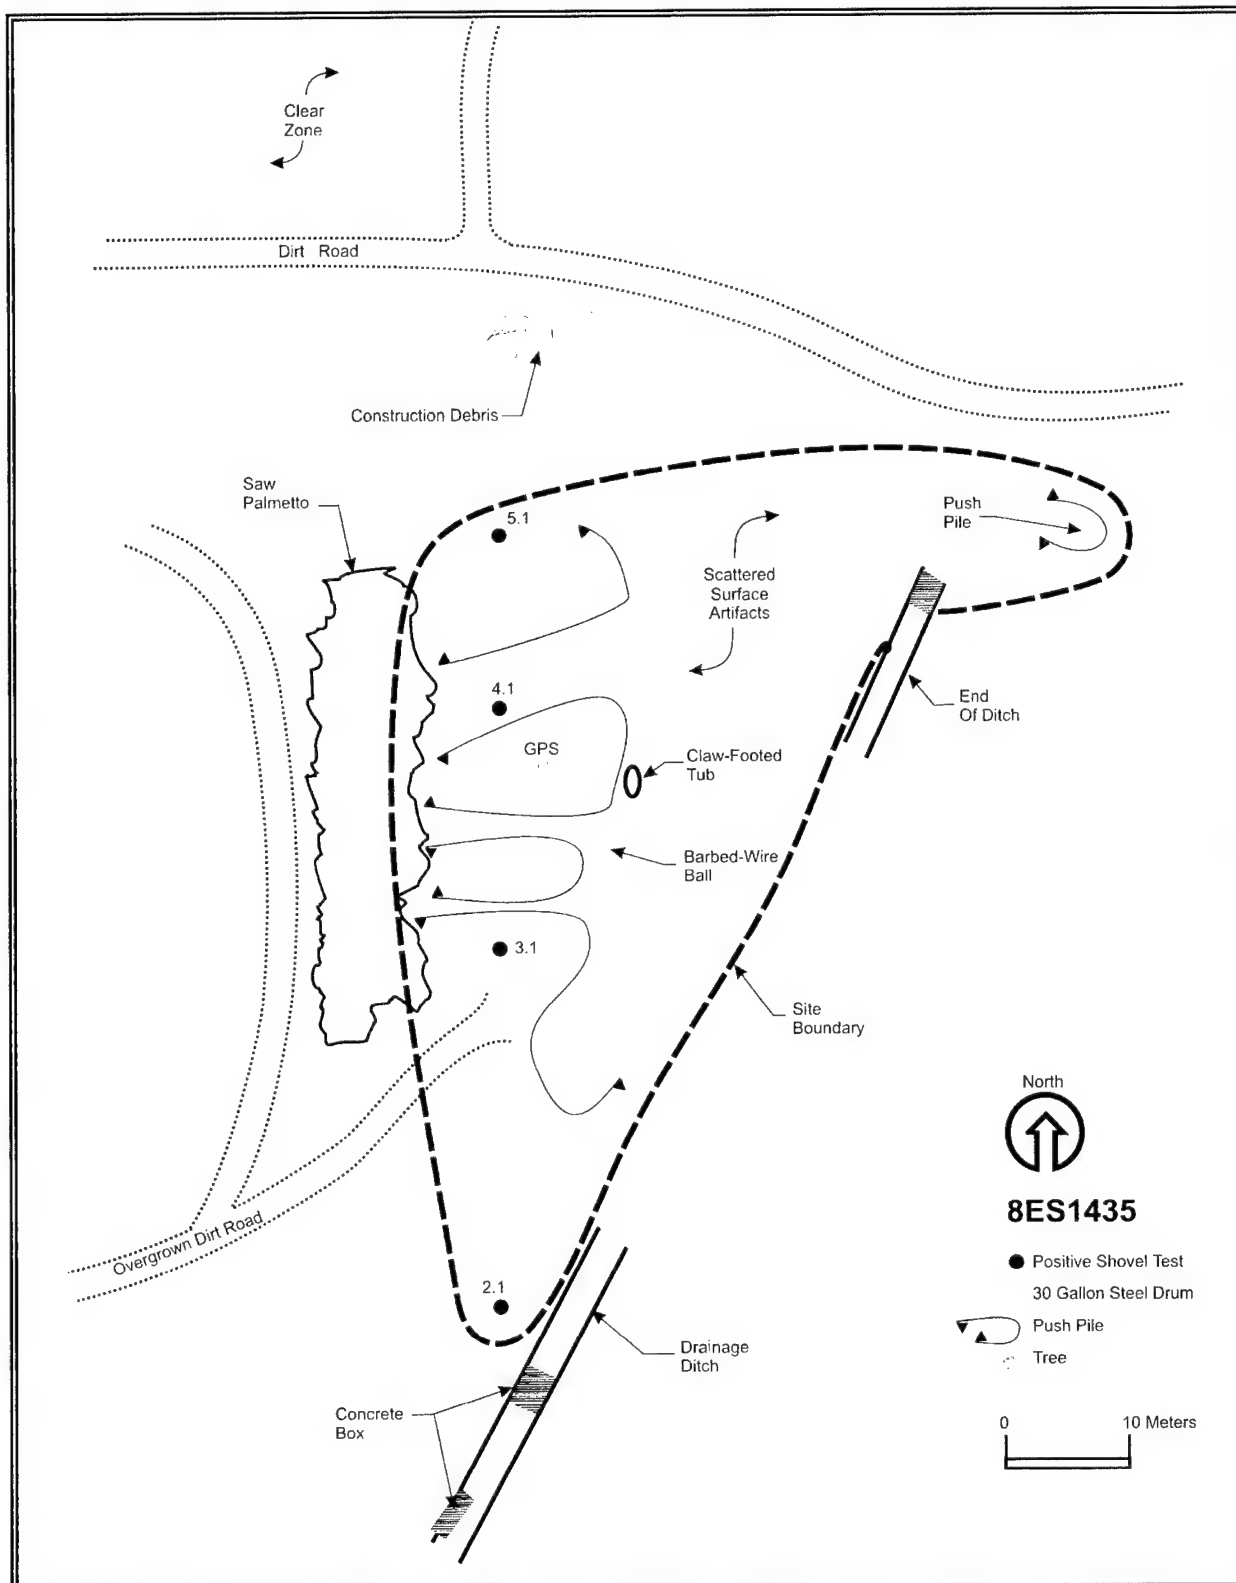 Clear
Zone
Dirt Road
Construction Debris
Saw
Palmetto
5.1
Push
Pile
Scattered
Surface
Artifacts
4.1
End
Of Ditch
GPS
Claw-Footed
Tub
Barbed-Wire
Ball
3.1
Site
Boundary
North
8ES1435
Overgrown Dirt Road
Positive Shovel Test
2.1
30 Gallon Steel Drum
Push Pile
Drainage
Ditch
Tree
Concrete
Box
0 10 Meters